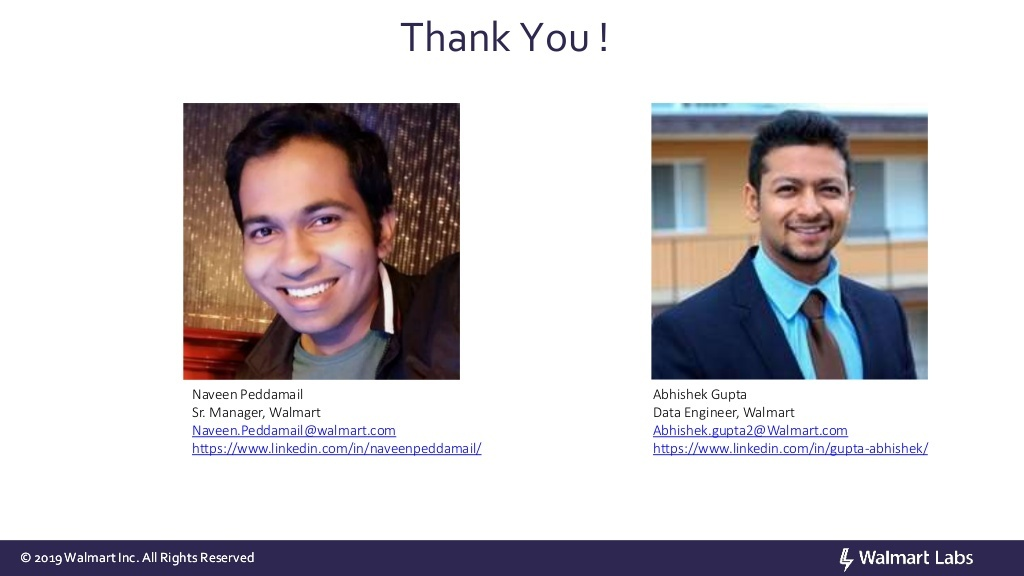 Thank You !
Naveen Peddamail
Sr. Manager, Walmart
Naveen.Peddamail@walmart.com
https://www.linkedin.com/in/naveenpeddamail/
Abhishek Gupta
Data Engineer, Walmart
Abhishek.gupta2@Walmart.com
https://www.linkedin.com/in/gupta-abhishek/
© 2019 Walmart Inc. All Rights Reserved
Walmart Labs